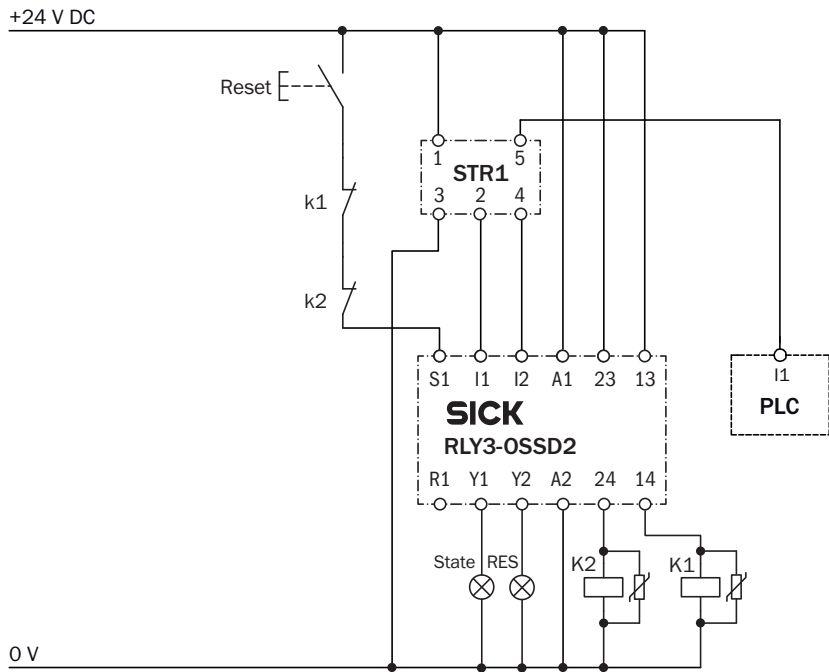 +24 V DC
Reset
1 5
STR1
3 2 4
k1
k2
S1 I1 I2 A1 23 13
I1
SICK
PLC
RLY3-OSSD2
R1 Y1 Y2 A2 24 14
State RES K2 K1
0 V